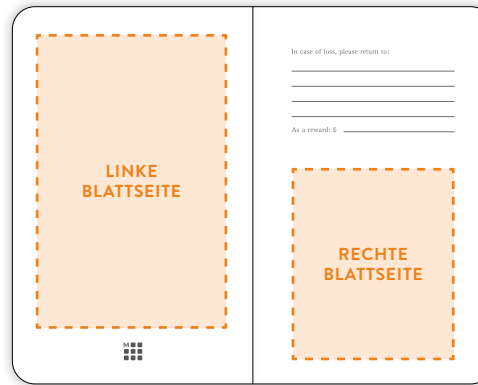 LINKE
BLATTSEITE
M
In case of loss, please return to:
As a reward: $
RECHTE
BLATTSEITE